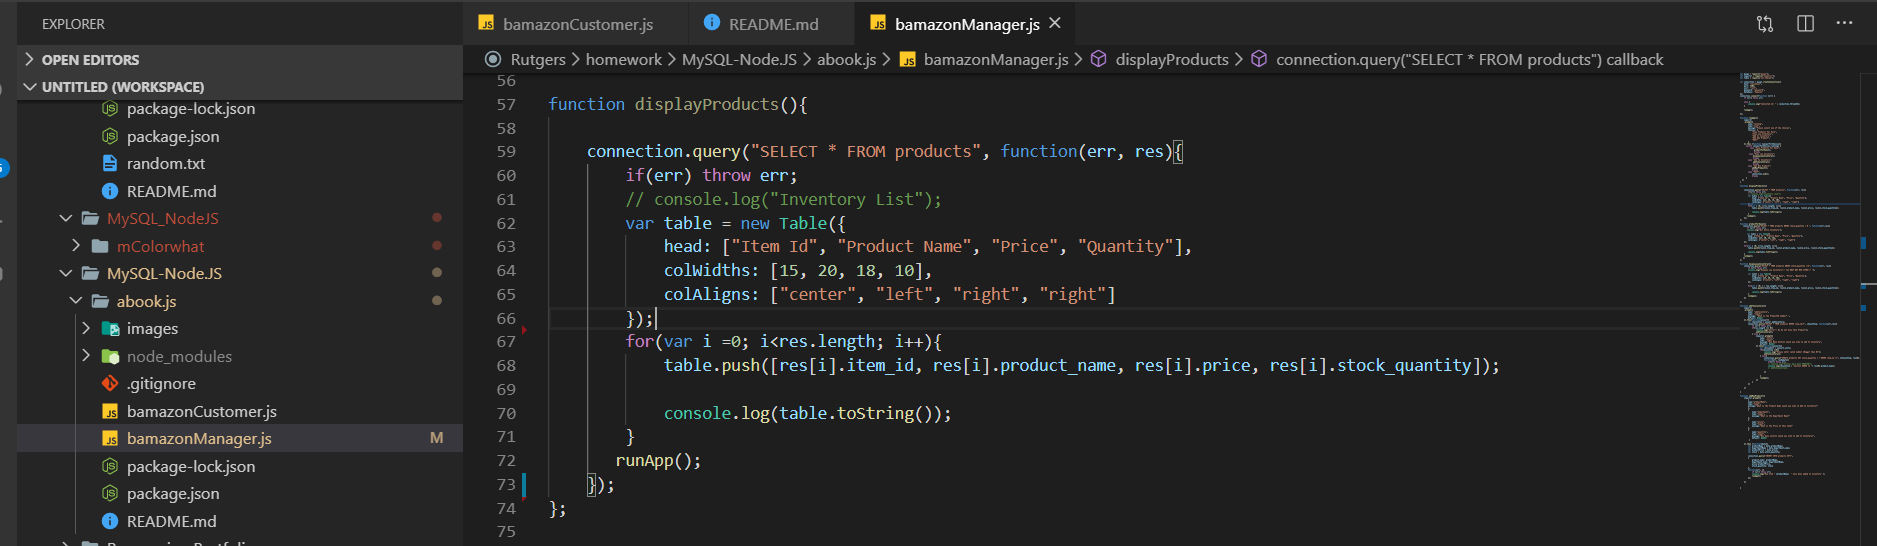 EXPLORER
OPEN EDITORS
UNTITLED (WORKSPACE)
package-lock.json
package.json
random.txt
README.md
MySQL_NodeJS
mColorwhat
MySQL-NodeJS
abook.js
images
node_modules
.gitignore
JS bamazonCustomer.js
JS bamazonManager.js M
package-lock.json
package.json
README.md
JS bamazonCustomer.js README.md JS bamazonManager.js
Rutgers > homework > MySQL-NodeJS > abook.js > JS bamazonManager.js > displayProducts > connection.query("SELECT * FROM products") callback
56
57 function displayProducts(){
58
59 connection.query("SELECT * FROM products", function(err, res){
60 if(err) throw err;
61 // console.log("Inventory List");
62 var table = new Table({
63 head: ["Item Id", "Product Name", "Price", "Quantity"],
64 colWidths: [15, 20, 18, 10],
65 colAligns: ["center", "left", "right", "right"]
66 });
67 for(var i =0; i<res.length; i++){
68 table.push([res[i].item_id, res[i].product_name, res[i].price, res[i].stock_quantity]);
69
70 console.log(table.toString());
71 }
72 runApp();
73 });
74 };
75